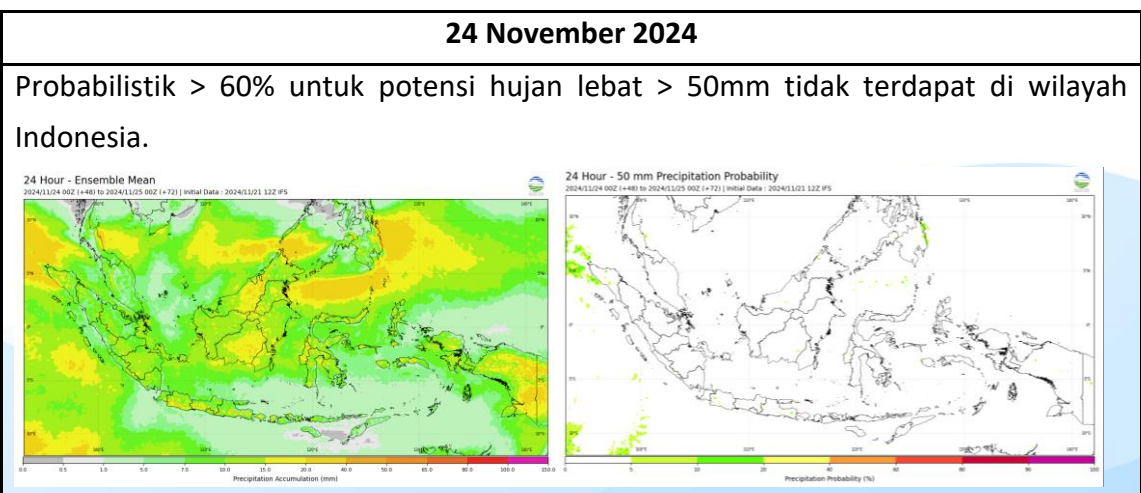 24 November 2024
Probabilistik > 60% untuk potensi hujan lebat > 50mm tidak terdapat di wilayah
Indonesia.
24 Hour - Ensemble Mean
2024/11/24 00Z (+48) to 2024/11/25 00Z (+72) | Initial Data : 2024/11/21 12Z IFS
24 Hour - 50 mm Precipitation Probability
2024/11/24 00Z (+48) to 2024/11/25 00Z (+72) | Initial Data : 2024/11/21 12Z IFS
0.0 0.5 1.0 5.0 7.0 10.0 15.0 20.0 40.0 50.0 65.0 80.0 100.0 150.0
Precipitation Accumulation (mm)
0 5 10 20 40 60 80 90 100
Precipitation Probability (%)